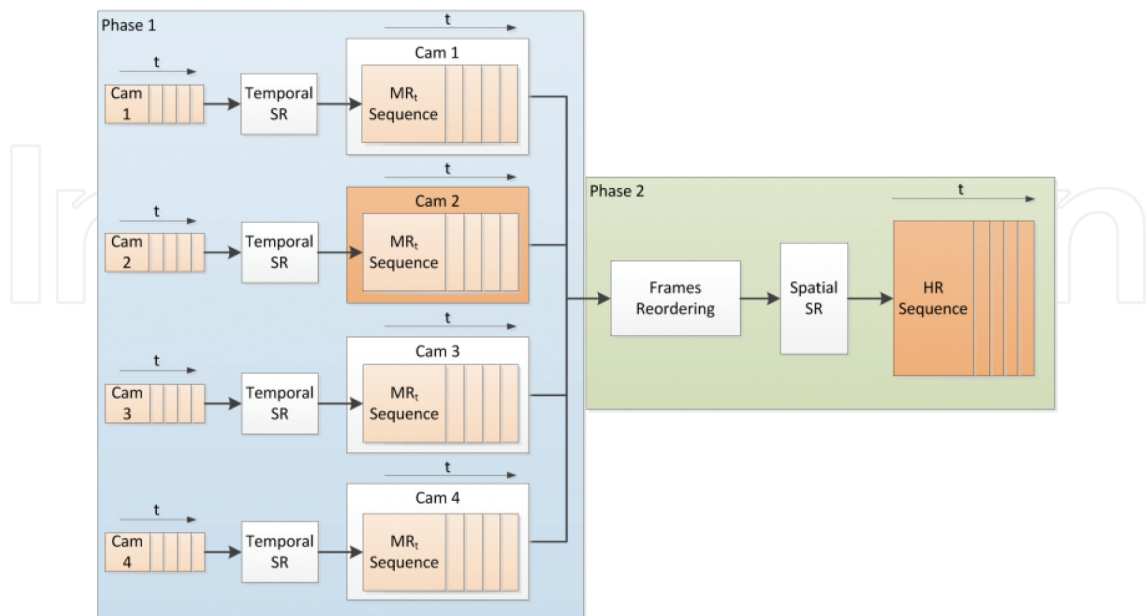 Phase 1
t
Cam
1
Temporal
SR
t
Cam 1
MRt
Sequence
t
Cam
2
Temporal
SR
t
Cam 2
MRt
Sequence
t
Cam
3
Temporal
SR
t
Cam 3
MRt
Sequence
t
Cam
4
Temporal
SR
t
Cam 4
MRt
Sequence
Phase 2
Frames
Reordering
Spatial
SR
t
HR
Sequence